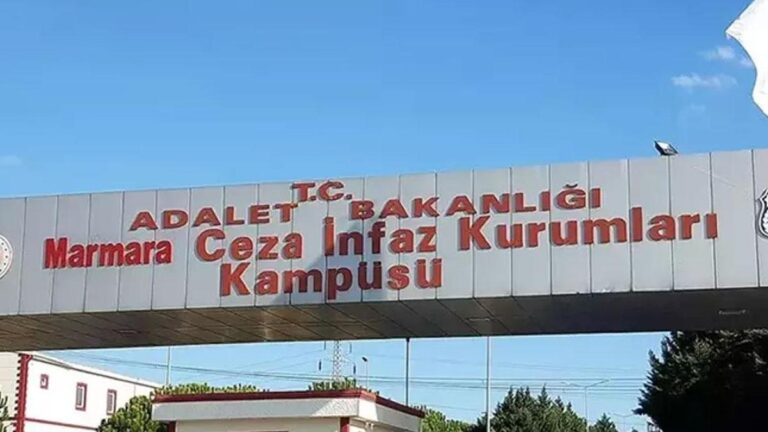 T.C.
ADALET BAKANLIĞI
Marmara Ceza İnfaz Kurumları
Kampüsü